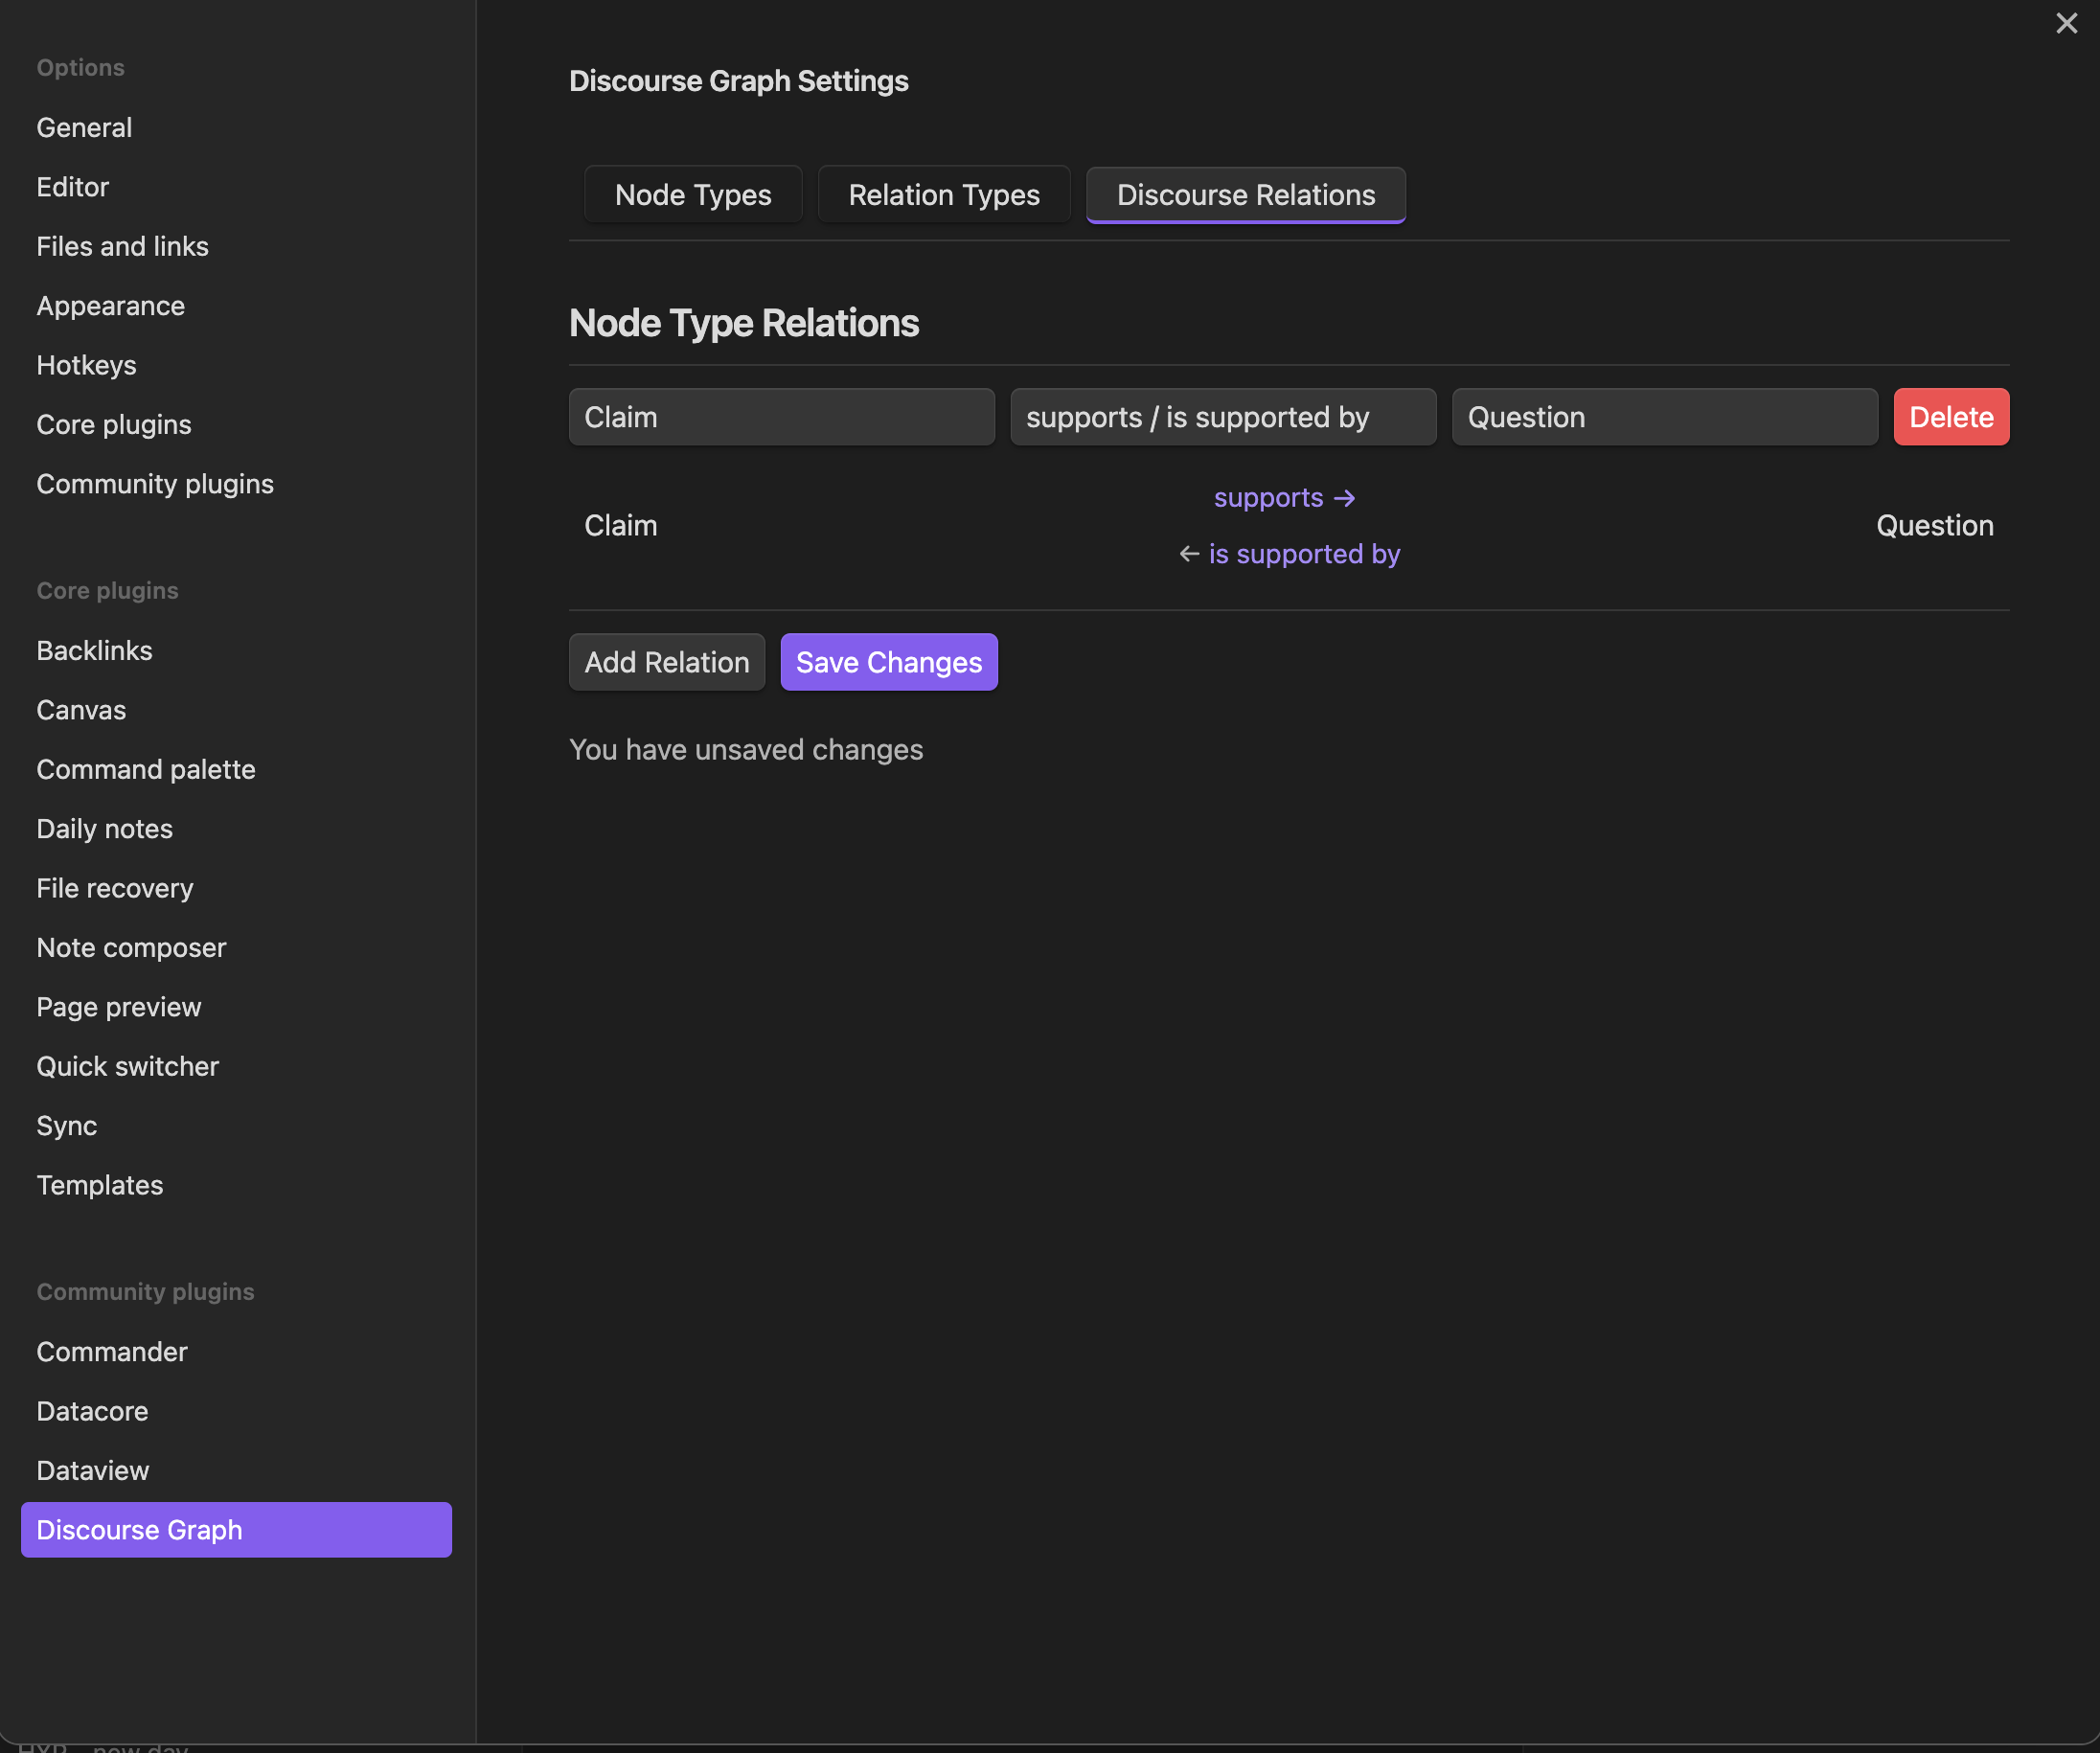 Options
General
Editor
Files and links
Appearance
Hotkeys
Core plugins
Community plugins
Core plugins
Backlinks
Canvas
Command palette
Daily notes
File recovery
Note composer
Page preview
Quick switcher
Sync
Templates
Community plugins
Commander
Datacore
Dataview
Discourse Graph
Discourse Graph Settings
Node Types Relation Types Discourse Relations
Node Type Relations
Claim supports / is supported by Question Delete
supports →
Claim Question
← is supported by
Add Relation Save Changes
You have unsaved changes